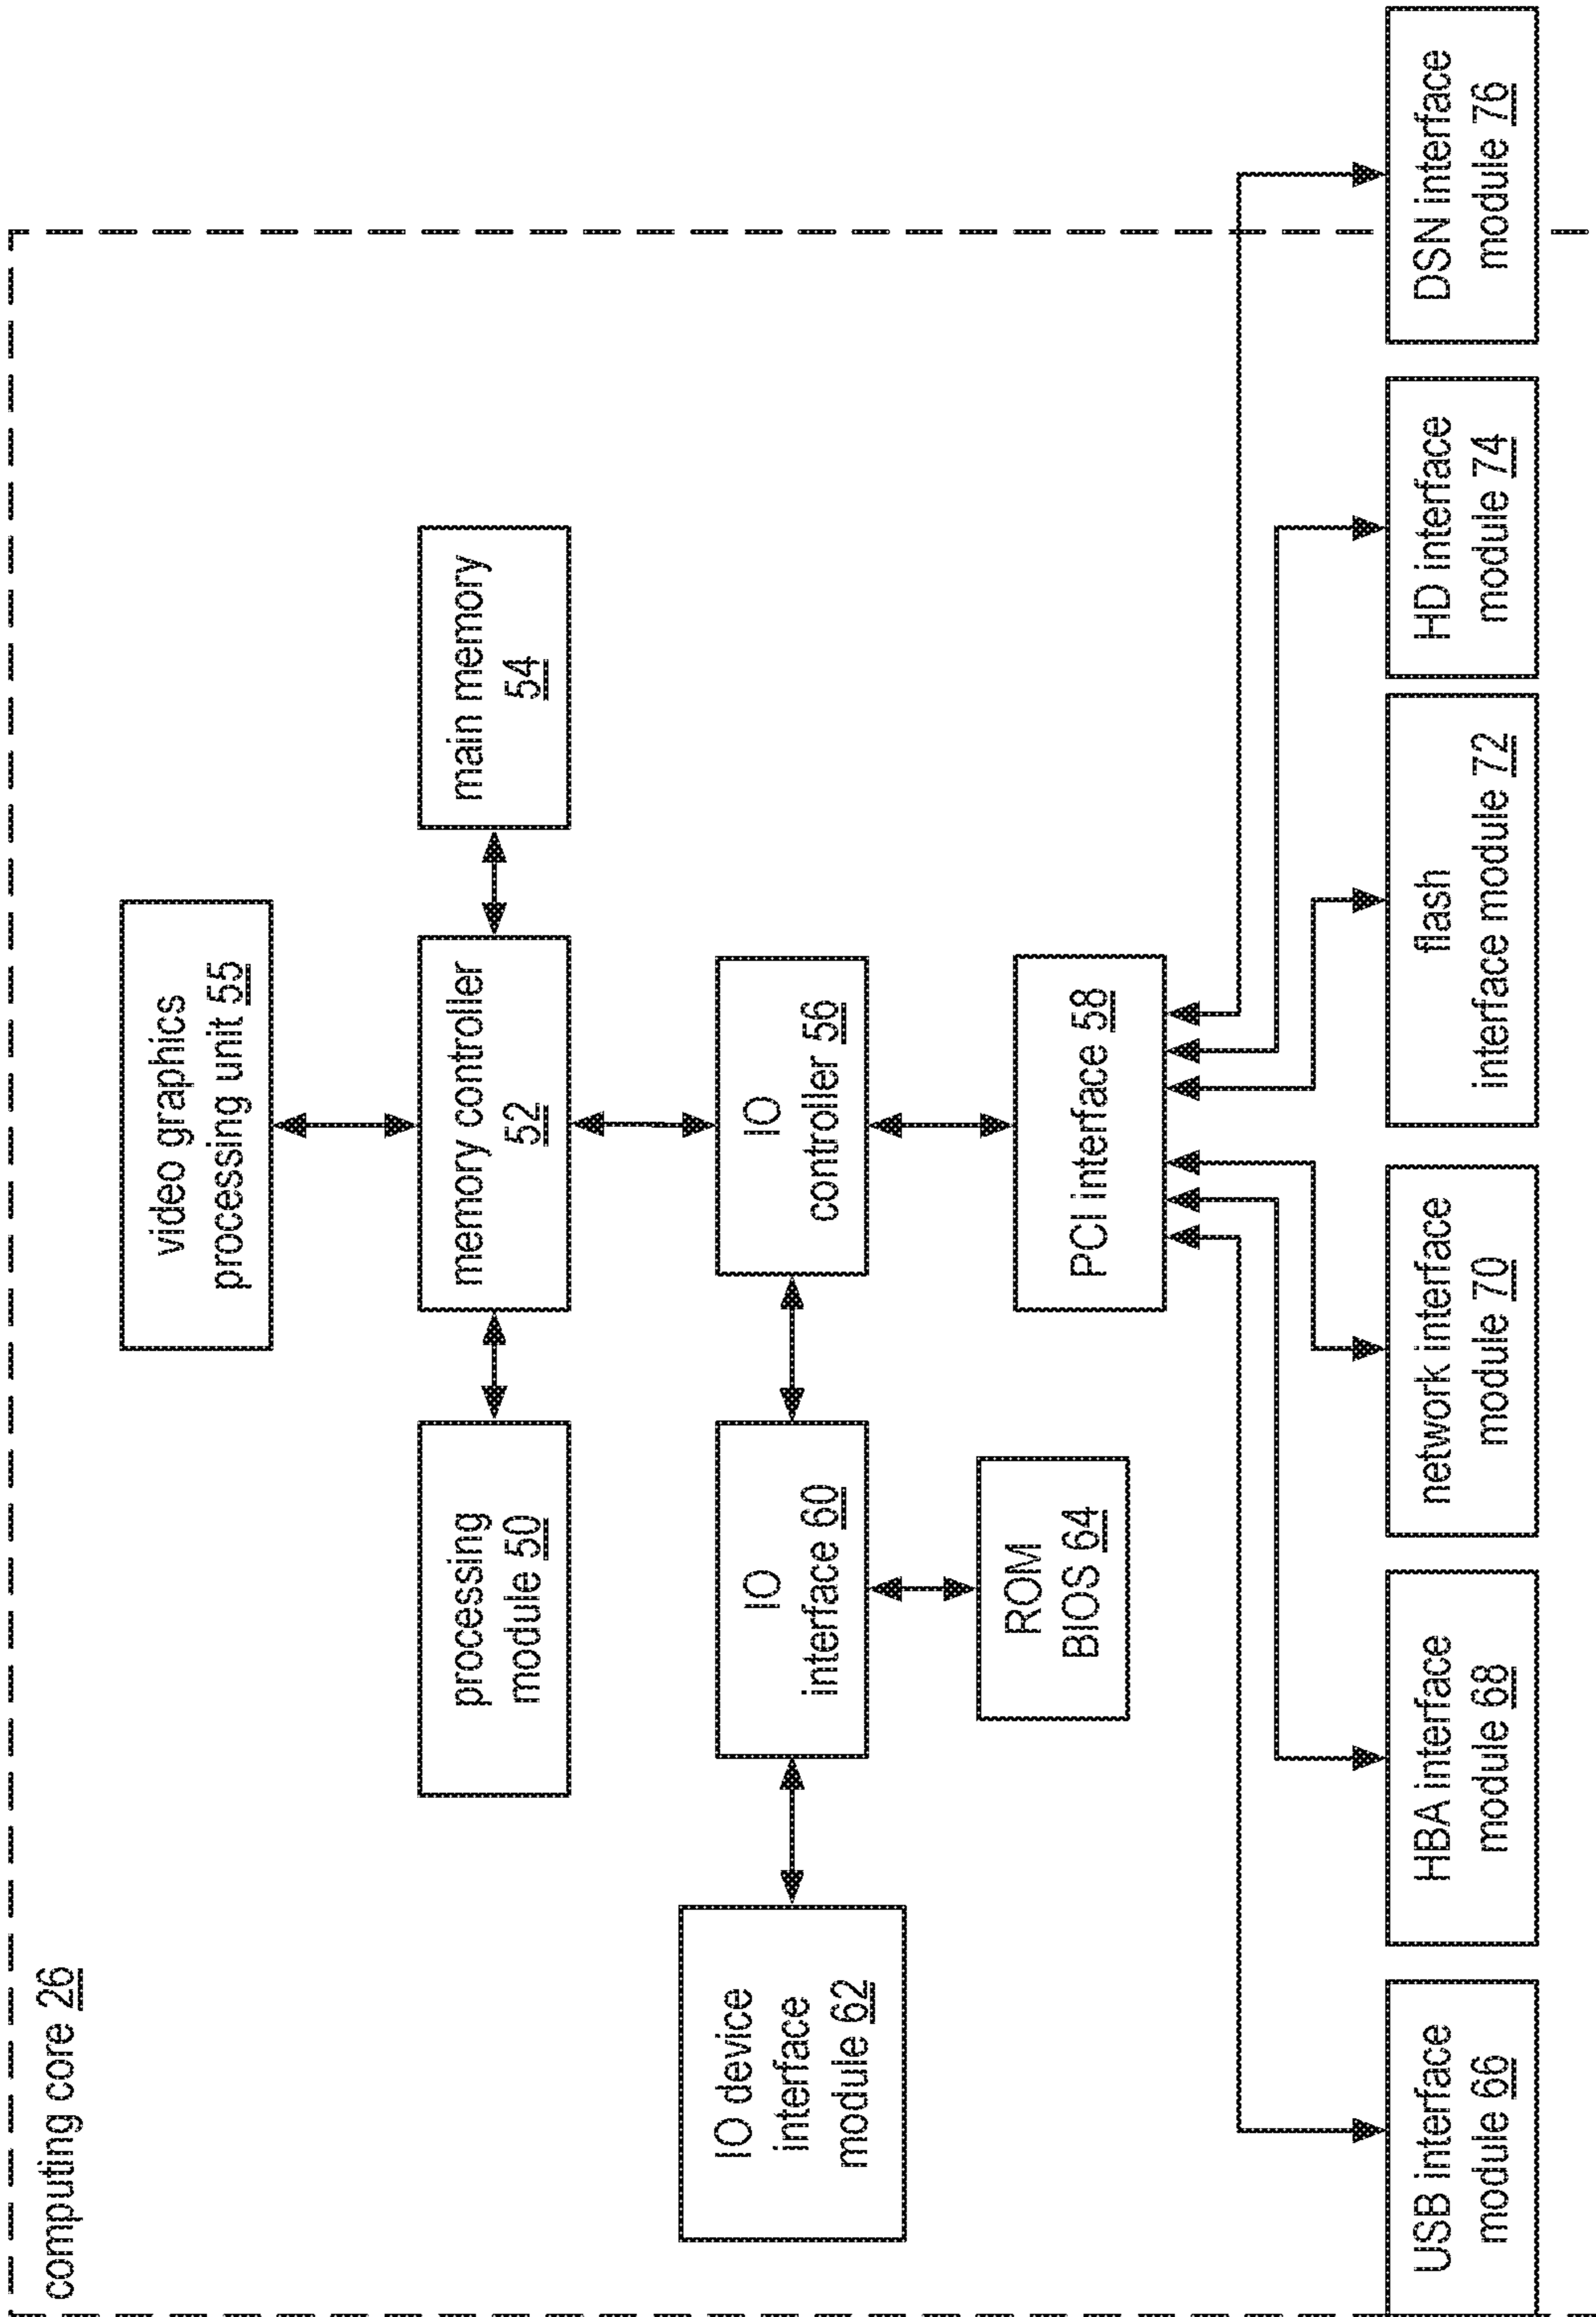 computing core 26
video graphics
processing unit 55
processing
module 50
memory controller
52
main memory
54
IO device
interface
module 62
IO
interface 60
IO
controller 56
ROM
BIOS 64
PCI interface 58
USB interface
module 66
HBA interface
module 68
network interface
module 70
flash
interface module 72
HD interface
module 74
DSN interface
module 76